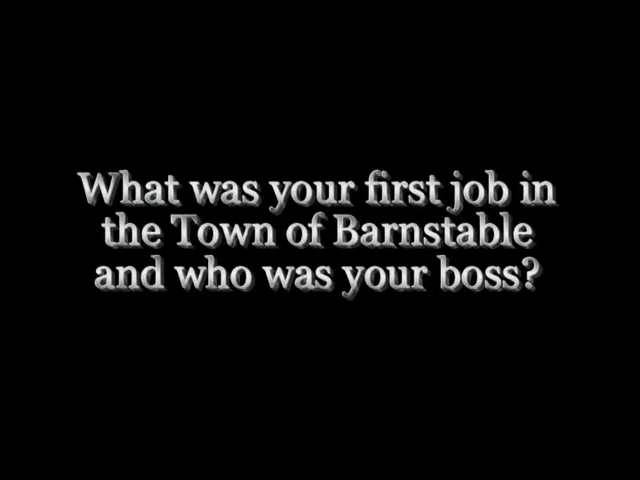 What was your first job in
the Town of Barnstable
and who was your boss?